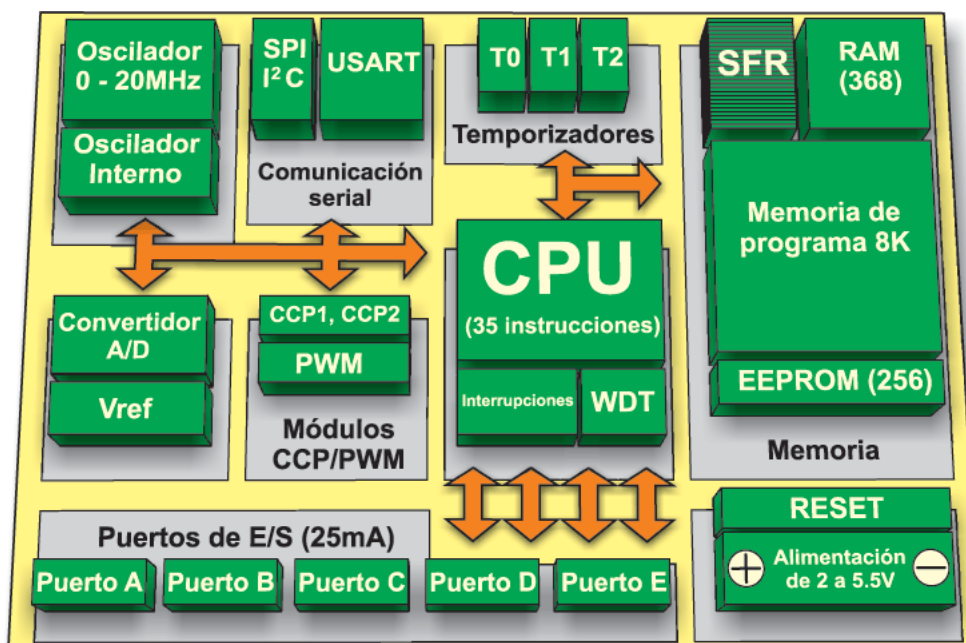 Oscilador
0 - 20MHz
Oscilador
Interno
SPI
I²C
USART
Comunicación
serial
T0
T1
T2
Temporizadores
SFR
RAM
(368)
Memoria de
programa 8K
EEPROM (256)
Memoria
Convertidor
A/D
Vref
CCP1, CCP2
PWM
Módulos
CCP/PWM
CPU
(35 instrucciones)
Interrupciones
WDT
Puertos de E/S (25mA)
Puerto A
Puerto B
Puerto C
Puerto D
Puerto E
RESET
+
Alimentación
de 2 a 5.5V
−